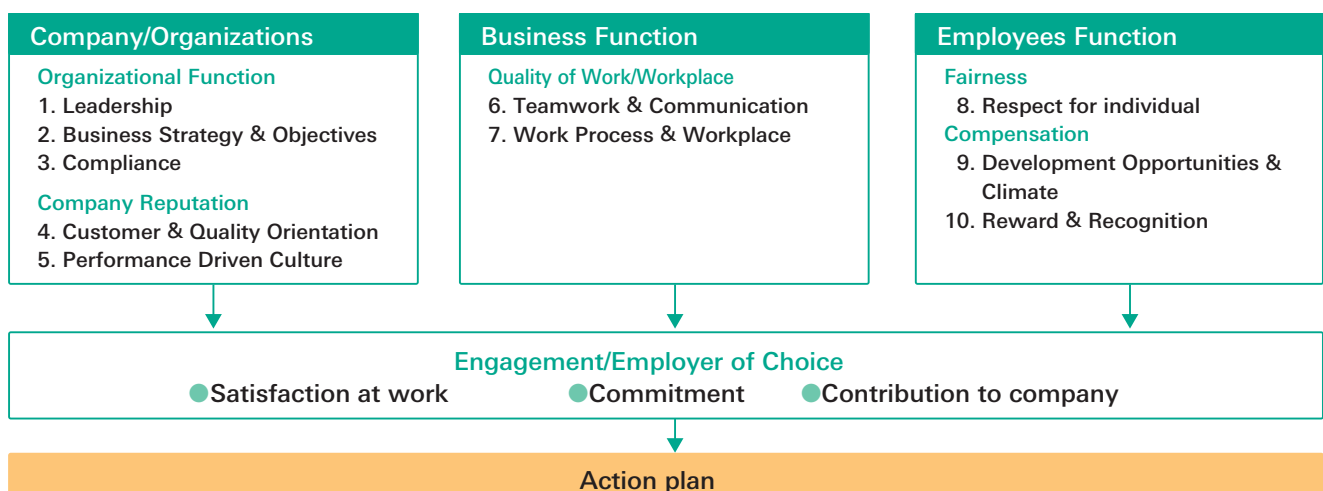 Company/Organizations
Organizational Function
1. Leadership
2. Business Strategy & Objectives
3. Compliance
Company Reputation
4. Customer & Quality Orientation
5. Performance Driven Culture
Business Function
Quality of Work/Workplace
6. Teamwork & Communication
7. Work Process & Workplace
Employees Function
Fairness
8. Respect for individual
Compensation
9. Development Opportunities &
Climate
10. Reward & Recognition
Engagement/Employer of Choice
●Satisfaction at work ●Commitment ●Contribution to company
Action plan